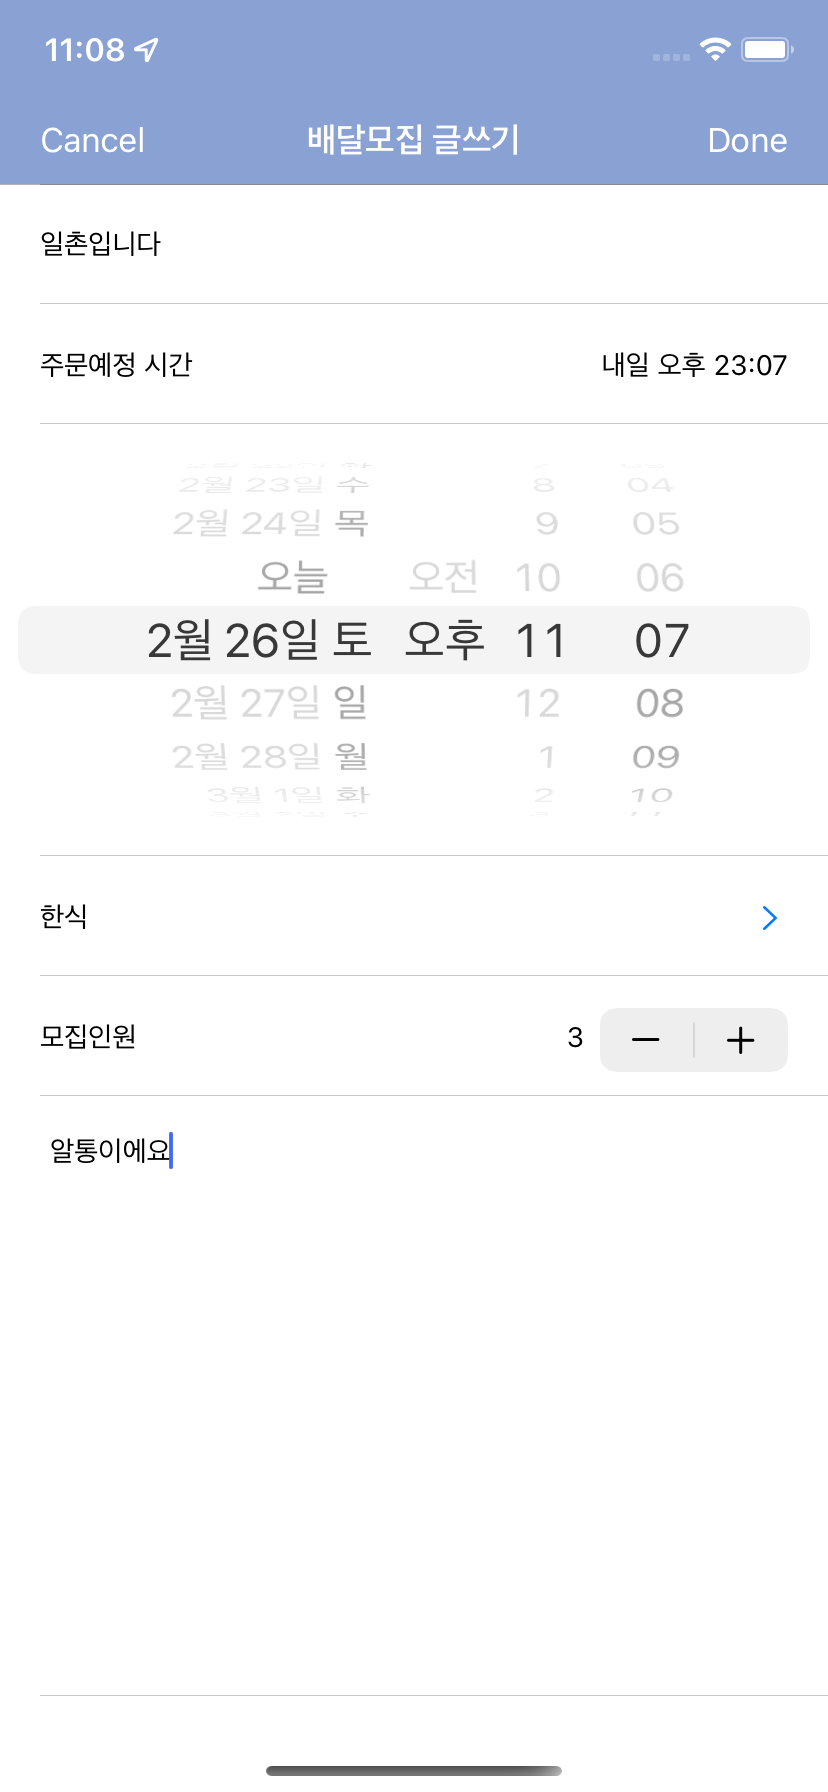 11:08
Cancel 배달모집 글쓰기 Done
일촌입니다
주문예정 시간 내일 오후 23:07
2월 23일 수 8 04
2월 24일 목 9 05
오늘 오전 10 06
2월 26일 토 오후 11 07
2월 27일 일 12 08
2월 28일 월 1 09
3월 1일 화 2 10
한식
모집인원 3
알통이에요